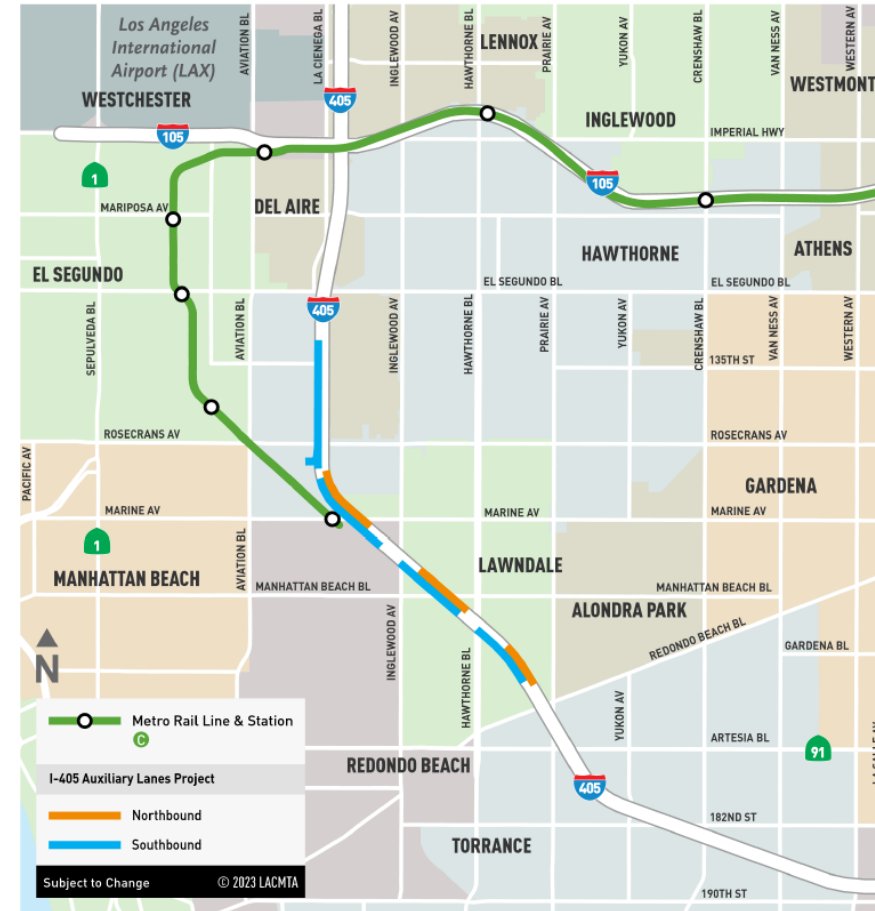 Los Angeles
International
Airport (LAX)
AVIATION BL
LA CIENEGA BL
INGLEWOOD AV
HAWTHORNE BL
LENNOX
PRAIRIE AV
YUKON AV
CRENSHAW BL
VAN NESS AV
WESTERN AV
WESTMONT
WESTCHESTER
405
INGLEWOOD
IMPERIAL HWY
105
1
105
MARIPOSA AV
DEL AIRE
HAWTHORNE
ATHENS
EL SEGUNDO
EL SEGUNDO BL
EL SEGUNDO BL
405
SEPULVEDA BL
AVIATION BL
INGLEWOOD AV
HAWTHORNE BL
PRAIRIE AV
YUKON AV
CRENSHAW BL
VAN NESS AV
WESTERN AV
135TH ST
ROSECRANS AV
ROSECRANS AV
PACIFIC AV
GARDENA
MARINE AV
MARINE AV
MARINE AV
1
AVIATION BL
LAWNDALE
MANHATTAN BEACH
MANHATTAN BEACH BL
MANHATTAN BEACH BL
ALONDRA PARK
INGLEWOOD AV
REDONDO BEACH BL
GARDENA BL
N
HAWTHORNE BL
YUKON AV
Metro Rail Line & Station
C
ARTESIA BL
91
REDONDO BEACH
I-405 Auxiliary Lanes Project
405
Northbound
182ND ST
Southbound
TORRANCE
Subject to Change
© 2023 LACMTA
190TH ST